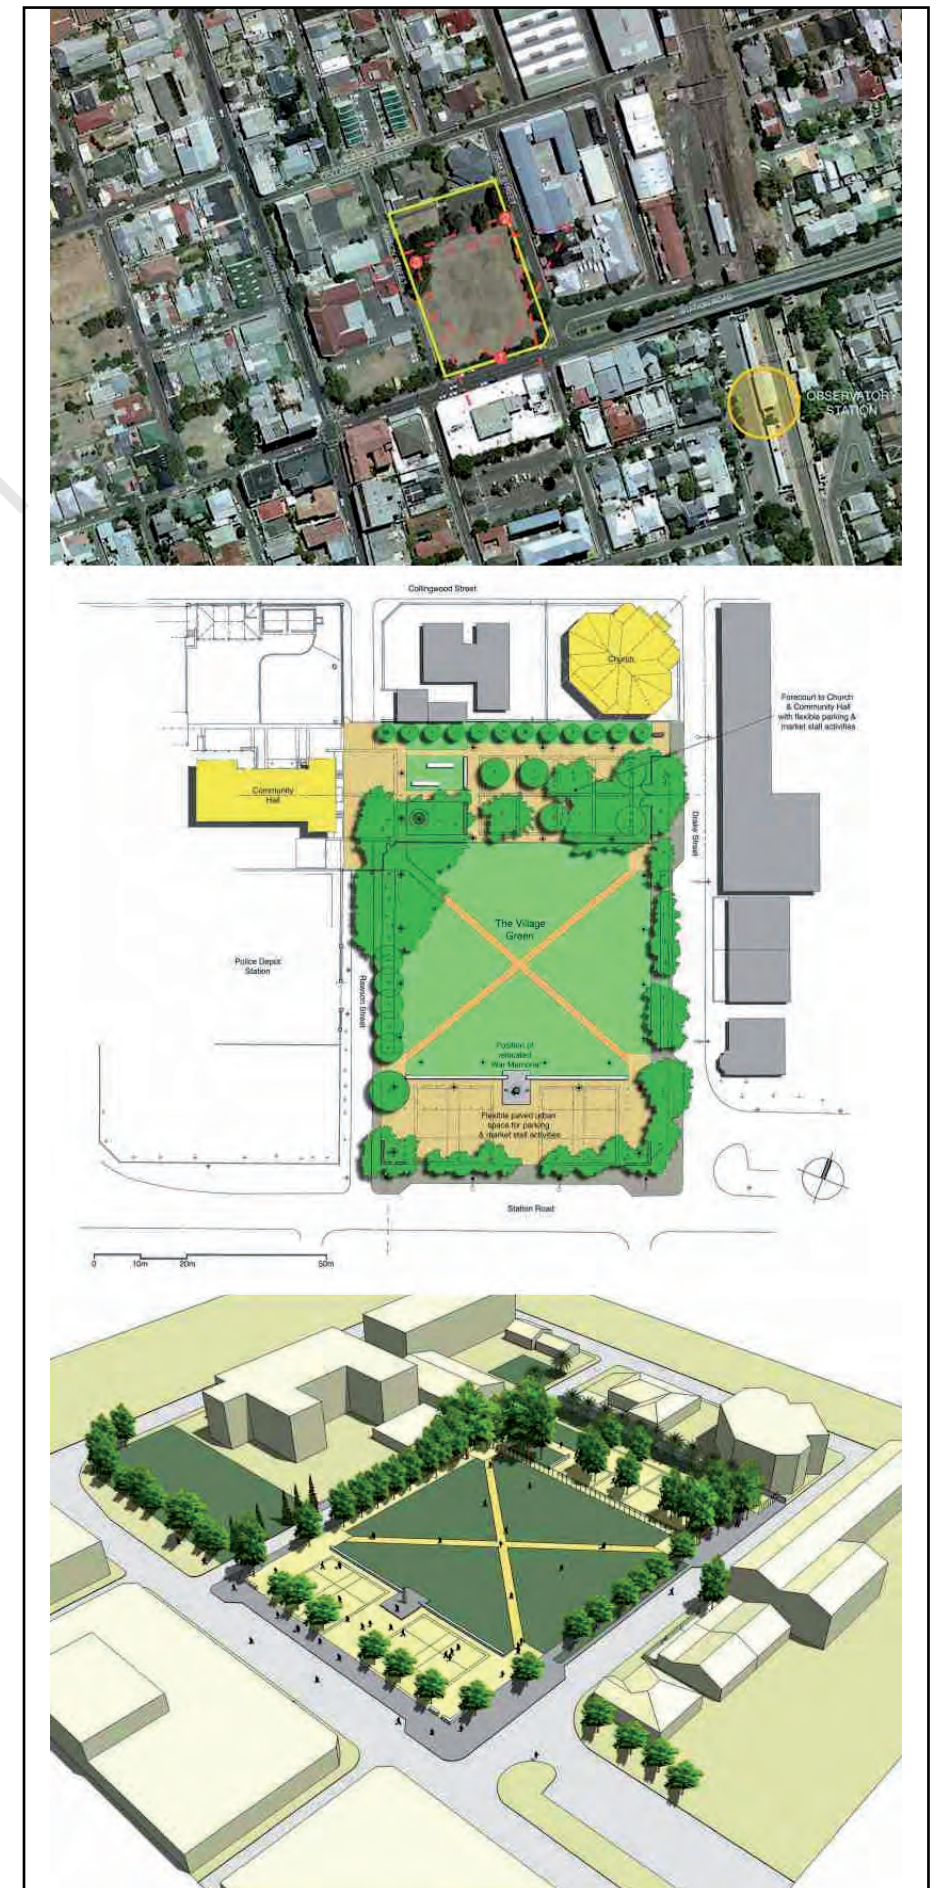 OBSERVATORY
STATION
Collingwood Street
Church
Forecourt to Church
& Community Hall
with flexible parking &
market stall activities
Community
Hall
Drake Street
The Village
Green
Police Depot
Station
Rawson Street
Position of
relocated
War Memorial
Flexible paved urban
space for parking
& market stall activities
Station Road
0 10m 20m 50m